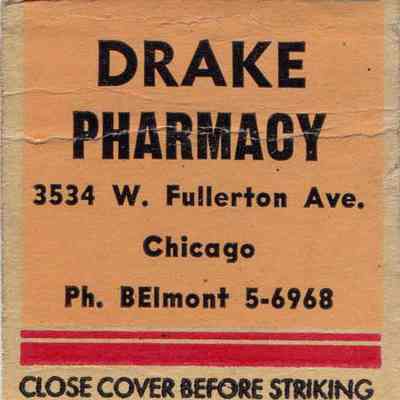 DRAKE
PHARMACY
3534 W. Fullerton Ave.
Chicago
Ph. BElmont 5-6968
CLOSE COVER BEFORE STRIKING